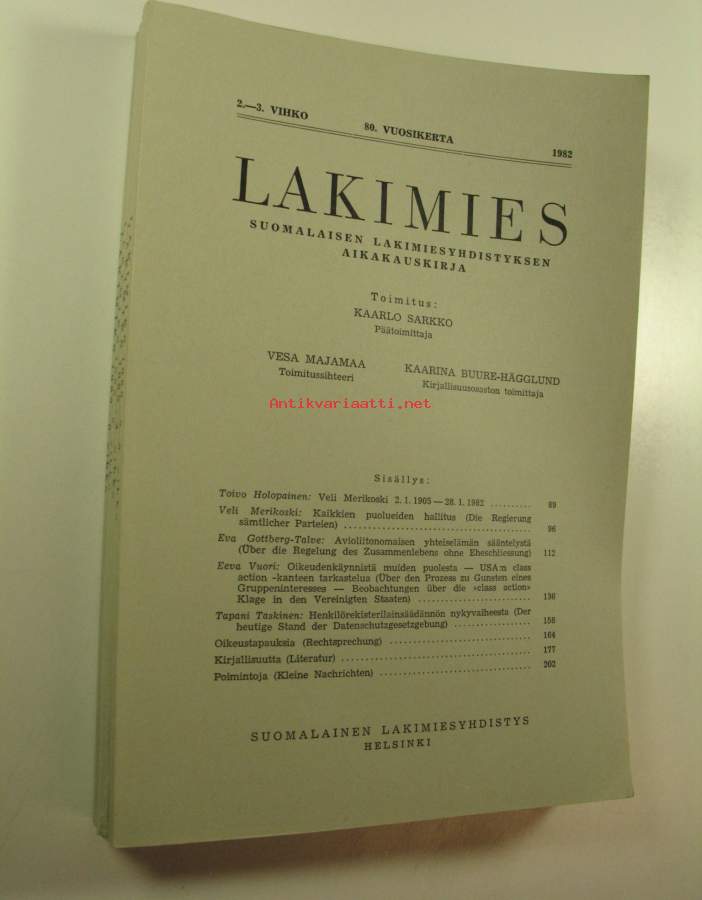 2.—3. VIHKO 80. VUOSIKERTA 1982
LAKIMIES
SUOMALAISEN LAKIMIESYHDISTYKSEN
AIKAKAUSKIRJA
Toimitus:
KAARLO SARKKO
Päätoimittaja
VESA MAJAMAA KAARINA BUURE-HÄGGLUND
Toimitussihteeri Kirjallisuusosaston toimittaja
Antikvariaatti.net
Sisällys:
Toivo Holopainen: Veli Merikoski 2. 1. 1905 — 28. 1. 1982 .......... 89
Veli Merikoski: Kaikkien puolueiden hallitus (Die Regierung
sämtlicher Parteien) .......... 96
Eva Gottberg-Talve: Avioliitonomaisen yhteiselämän sääntelystä
(Über die Regelung des Zusammenlebens ohne Eheschliessung) 112
Eeva Vuori: Oikeudenkäynnistä muiden puolesta — USA:n class
action -kanteen tarkastelua (Über den Prozess zu Gunsten eines
Gruppeninteresses — Beobachtungen über die »class action»
Klage in den Vereinigten Staaten) .......... 136
Tapani Taskinen: Henkilörekisterilainsäädännön nykyvaiheesta (Der
heutige Stand der Datenschutzgesetzgebung) .......... 158
Oikeustapauksia (Rechtsprechung) .......... 164
Kirjallisuutta (Literatur) .......... 177
Poimintoja (Kleine Nachrichten) .......... 202
SUOMALAINEN LAKIMIESYHDISTYS
HELSINKI